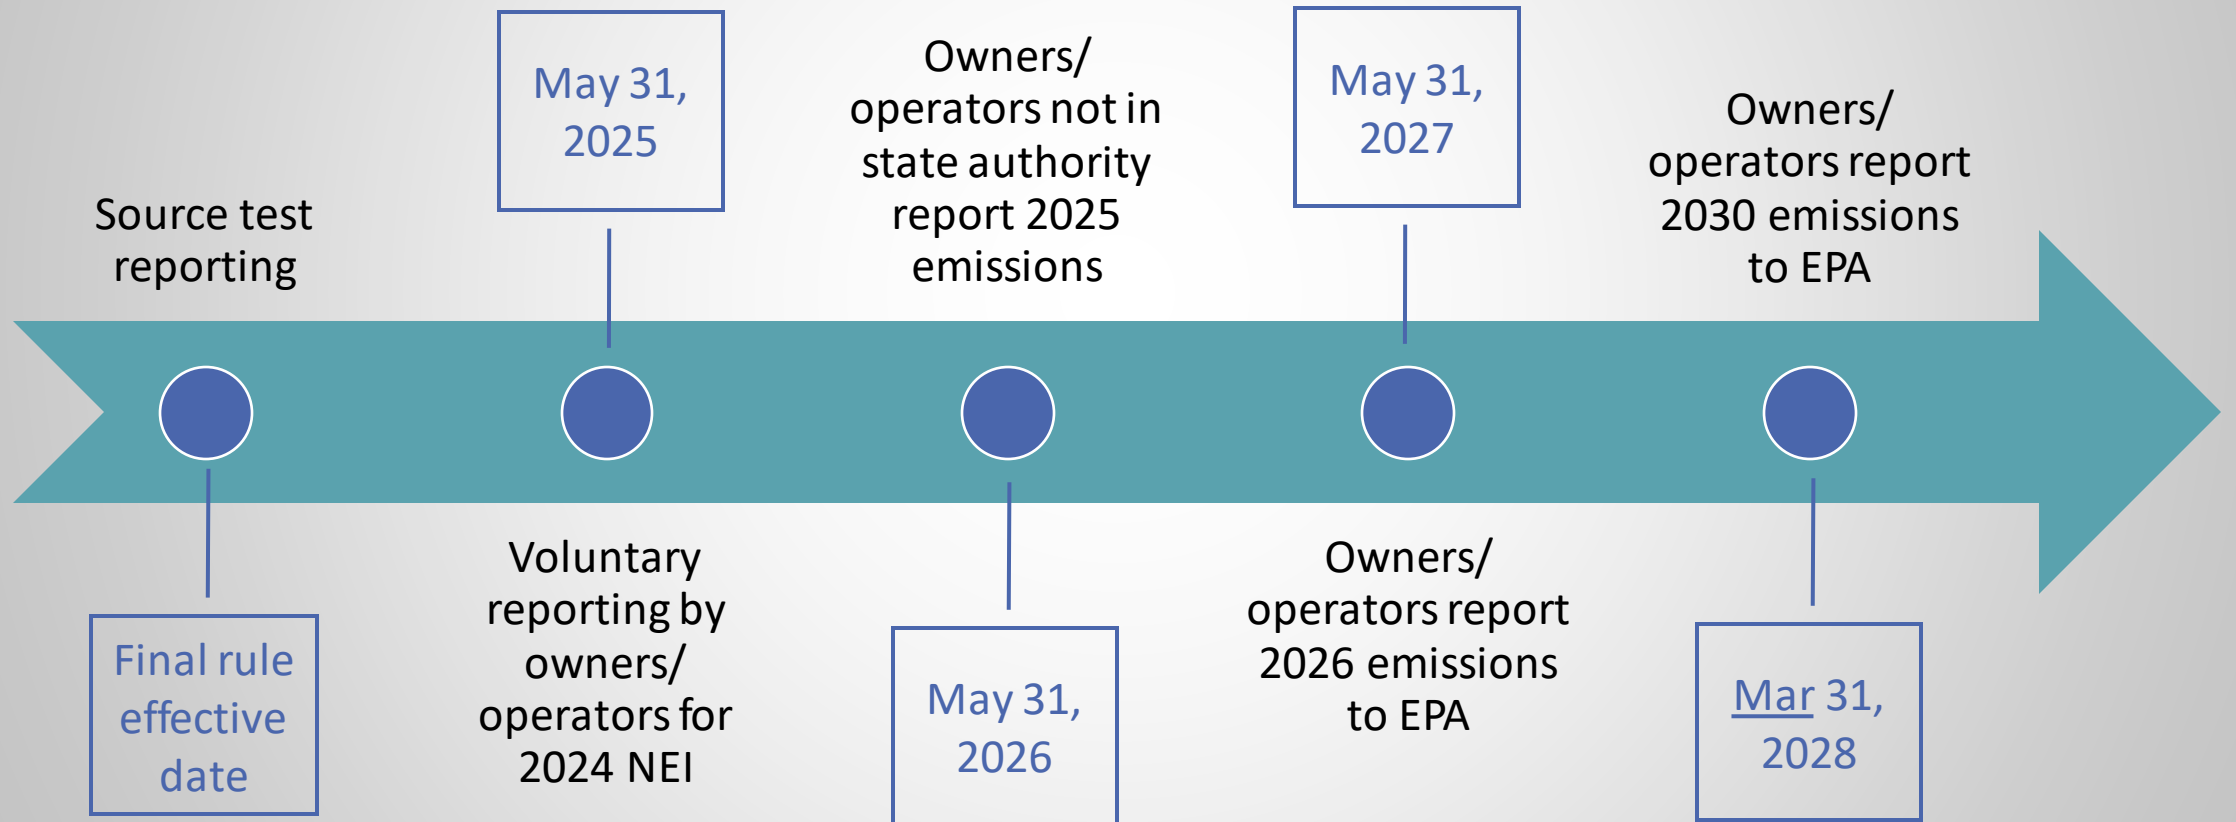 Source test
reporting
Final rule
effective
date
May 31,
2025
Voluntary
reporting by
owners/
operators for
2024 NEI
Owners/
operators not in
state authority
report 2025
emissions
May 31,
2026
May 31,
2027
Owners/
operators report
2026 emissions
to EPA
Owners/
operators report
2030 emissions
to EPA
Mar 31,
2028